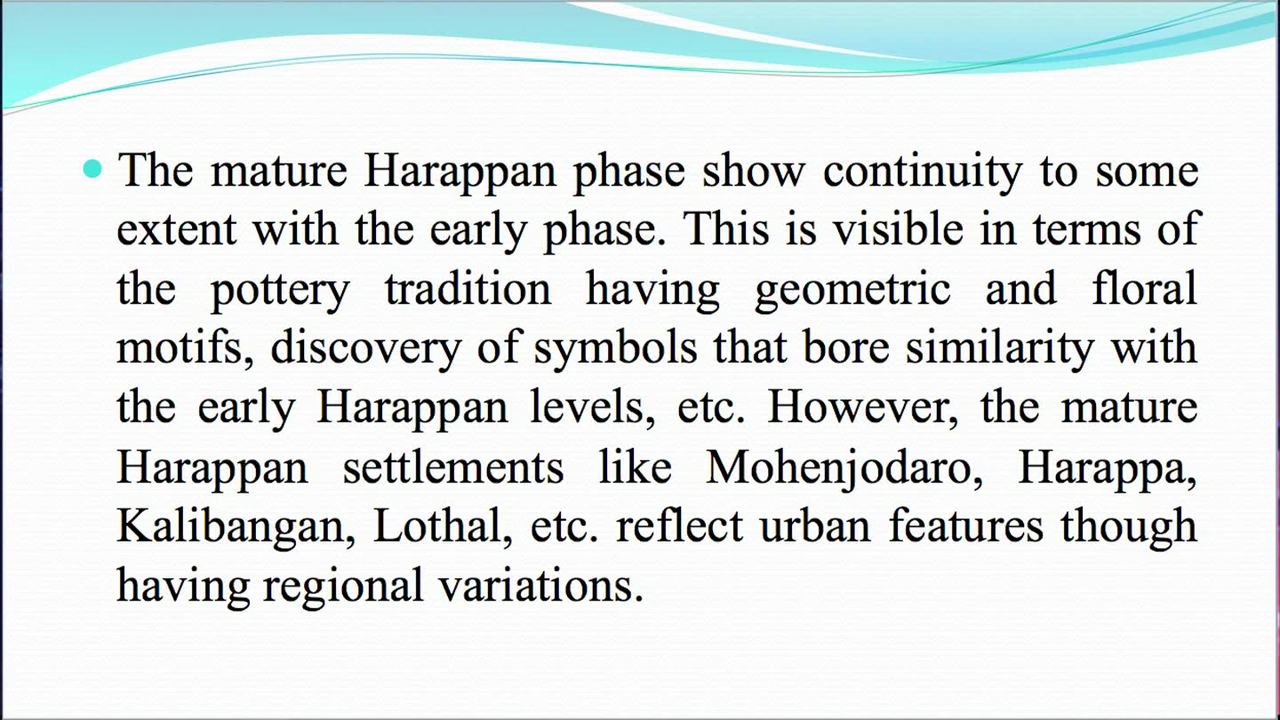 The mature Harappan phase show continuity to some
extent with the early phase. This is visible in terms of
the pottery tradition having geometric and floral
motifs, discovery of symbols that bore similarity with
the early Harappan levels, etc. However, the mature
Harappan settlements like Mohenjodaro, Harappa,
Kalibangan, Lothal, etc. reflect urban features though
having regional variations.